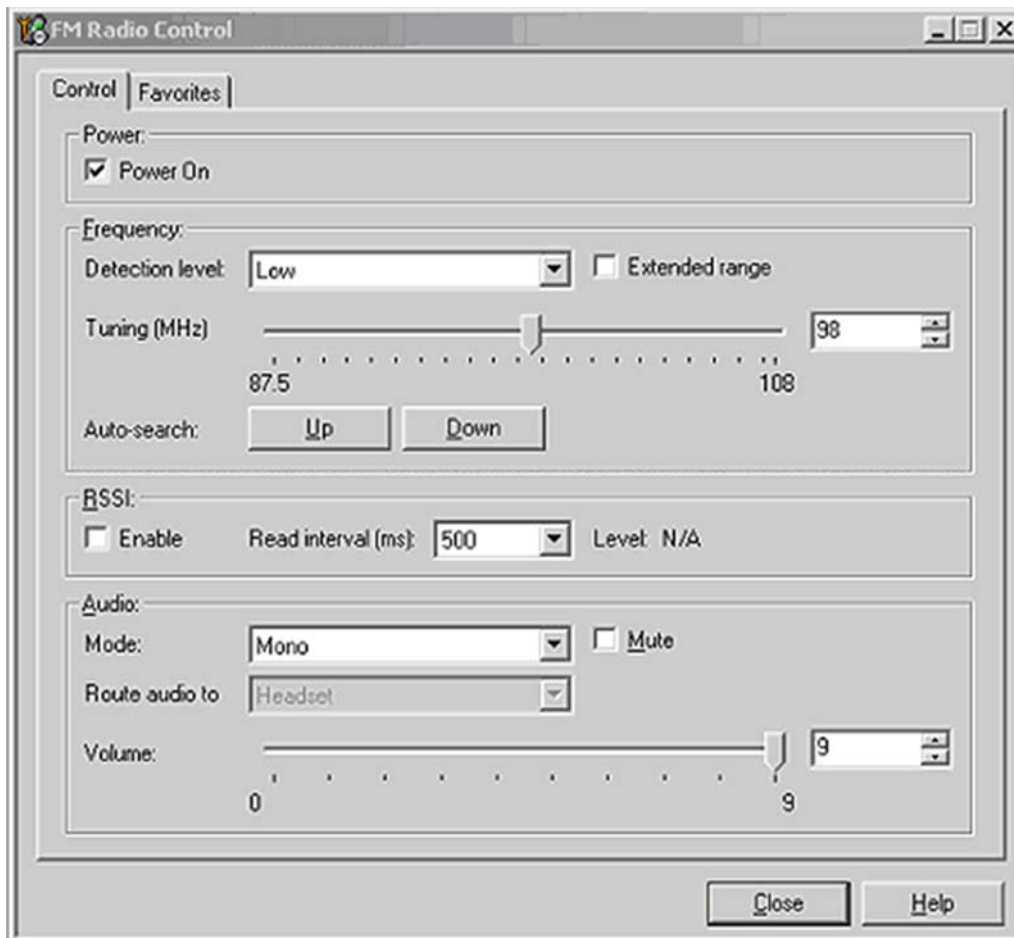 FM Radio Control
Control Favorites
Power:
Power On
Frequency:
Detection level: Low Extended range
Tuning (MHz) 98
87.5 108
Auto-search: Up Down
RSSI:
Enable Read interval (ms): 500 Level: N/A
Audio:
Mode: Mono Mute
Route audio to Headset
Volume: 9
0 9
Close Help